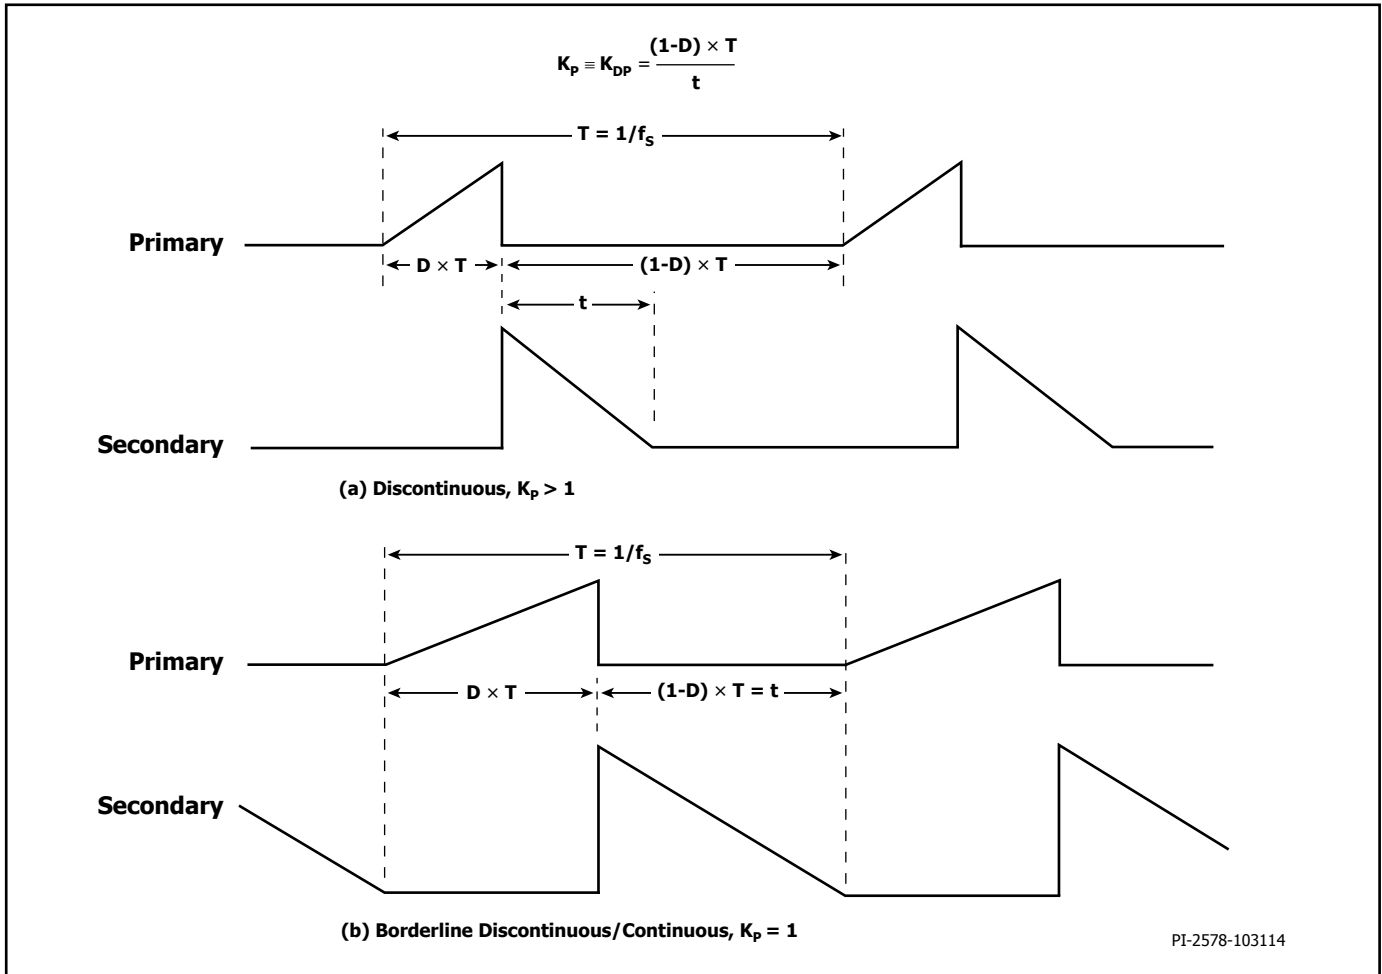 K_P ≡ K_DP = (1-D) × T / t
T = 1/f_S
Primary
D × T
(1-D) × T
t
Secondary
(a) Discontinuous, K_P > 1
T = 1/f_S
Primary
D × T
(1-D) × T = t
Secondary
(b) Borderline Discontinuous/Continuous, K_P = 1
PI-2578-103114